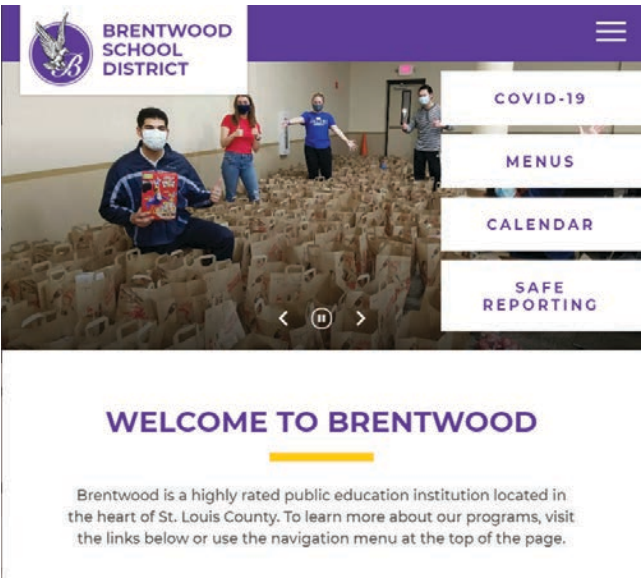 BRENTWOOD
SCHOOL
DISTRICT
B
COVID-19
MENUS
CALENDAR
SAFE
REPORTING
WELCOME TO BRENTWOOD
Brentwood is a highly rated public education institution located in
the heart of St. Louis County. To learn more about our programs, visit
the links below or use the navigation menu at the top of the page.